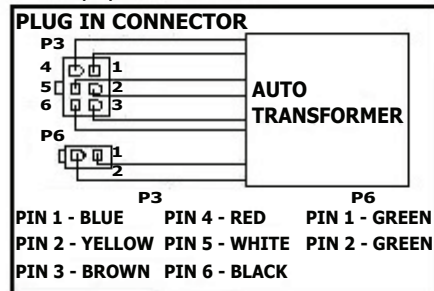 PLUG IN CONNECTOR
P3
4 1
5 2
6 3
AUTO
TRANSFORMER
P6
1
2
P3 P6
PIN 1 - BLUE PIN 4 - RED PIN 1 - GREEN
PIN 2 - YELLOW PIN 5 - WHITE PIN 2 - GREEN
PIN 3 - BROWN PIN 6 - BLACK